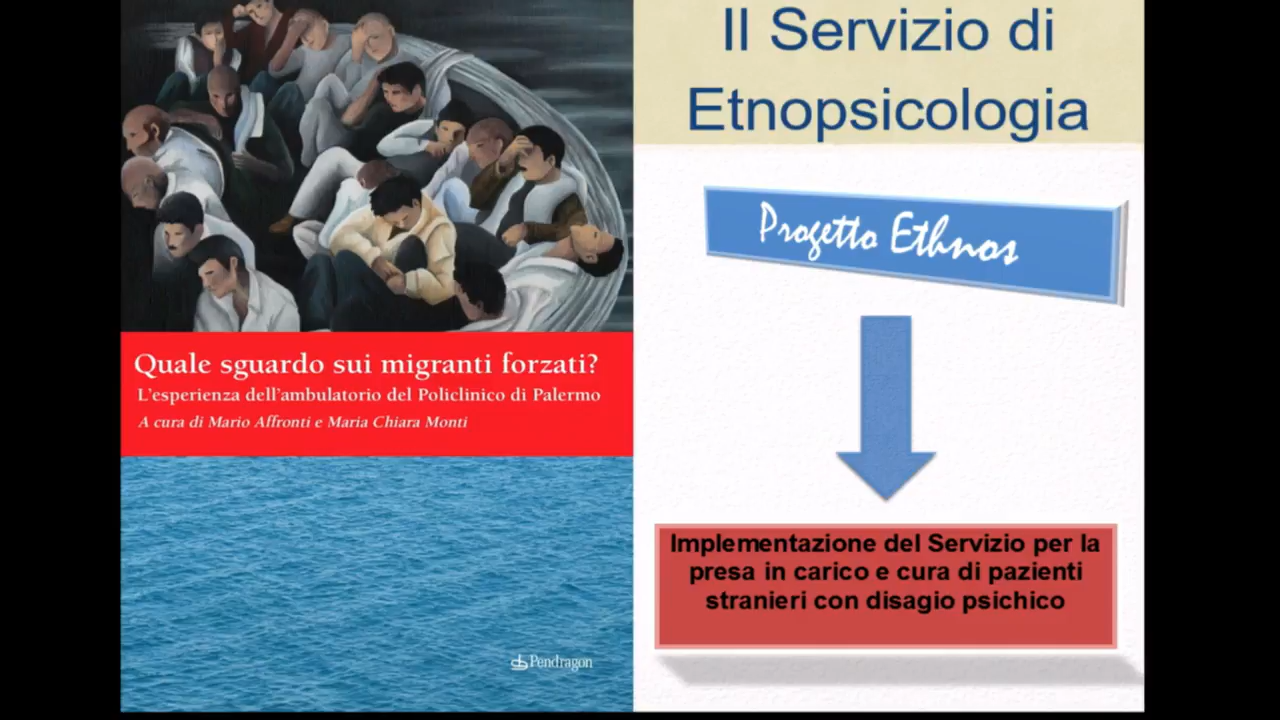 Quale sguardo sui migranti forzati?
L'esperienza dell'ambulatorio del Policlinico di Palermo
A cura di Mario Affronti e Maria Chiara Monti
Pendragon
Il Servizio di
Etnopsicologia
Progetto Ethnos
Implementazione del Servizio per la
presa in carico e cura di pazienti
stranieri con disagio psichico